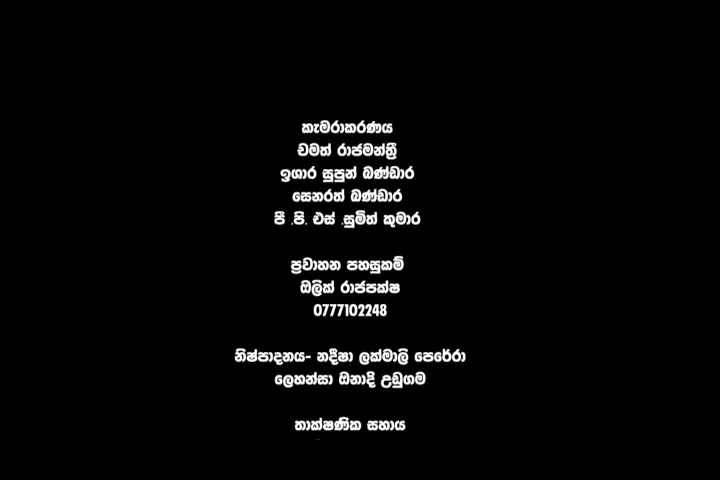 කැමරාකරණය
චමත් රාජමන්ත්‍රී
ඉශාර සුපුන් බණ්ඩාර
සෙනරත් බණ්ඩාර
පී .පි. එස් .සුමිත් කුමාර
ප්‍රවාහන පහසුකම්
ඔලික් රාජපක්ෂ
0777102248
නිෂ්පාදනය- නදීෂා ලක්මාලි පෙරේරා
ලෙහන්සා ඔනාදි උඩුගම
තාක්ෂණික සහාය